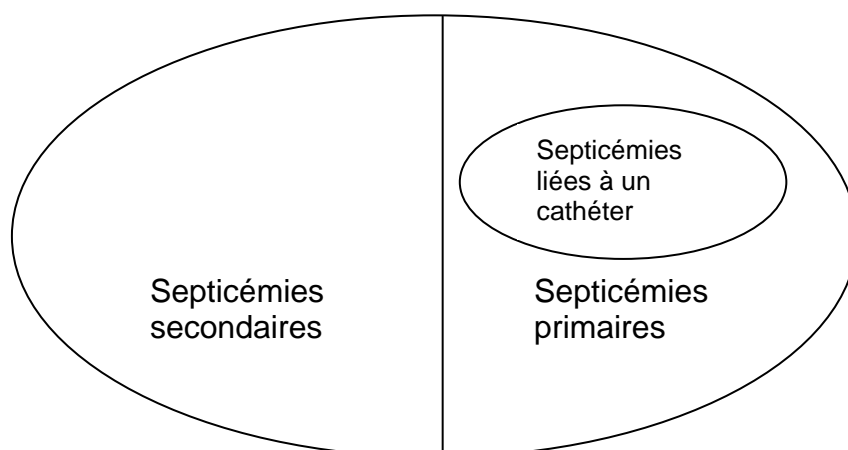 Septicémies
liées à un
cathéter
Septicémies
secondaires
Septicémies
primaires